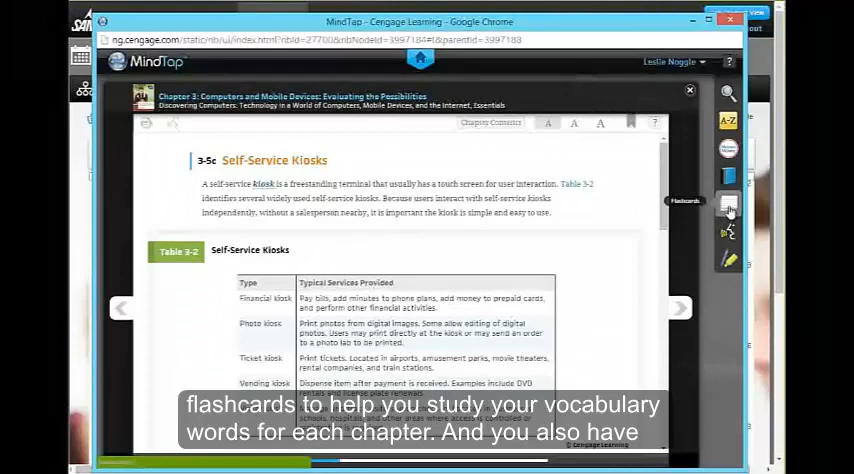 MindTap - Cengage Learning - Google Chrome
ng.cengage.com/static/nb/ui/index.html?nbId=27700&nbNodeId=3997184#!&parentId=3997188
MindTap
Leslie Noggle
?
Chapter 3: Computers and Mobile Devices: Evaluating the Possibilities
Discovering Computers: Technology in a World of Computers, Mobile Devices, and the Internet, Essentials
Chapter Contents
A A A ?
A-Z
3-5c Self-Service Kiosks
A self-service kiosk is a freestanding terminal that usually has a touch screen for user interaction. Table 3-2
identifies several widely used self-service kiosks. Because users interact with self-service kiosks
independently, without a salesperson nearby, it is important the kiosk is simple and easy to use.
Flashcards
Table 3-2 Self-Service Kiosks
Type Typical Services Provided
Financial kiosk Pay bills, add minutes to phone plans, add money to prepaid cards,
and perform other financial activities.
Photo kiosk Print photos from digital images. Some allow editing of digital
photos. Users may print directly at the kiosk or may send an order
to a photo lab to be printed.
Ticket kiosk Print tickets. Located in airports, amusement parks, movie theaters,
rental companies, and train stations.
Vending kiosk Dispense item after payment is received. Examples include DVD
rentals and license plate renewals.
flashcards to help you study your vocabulary
words for each chapter. And you also have
© Cengage Learning